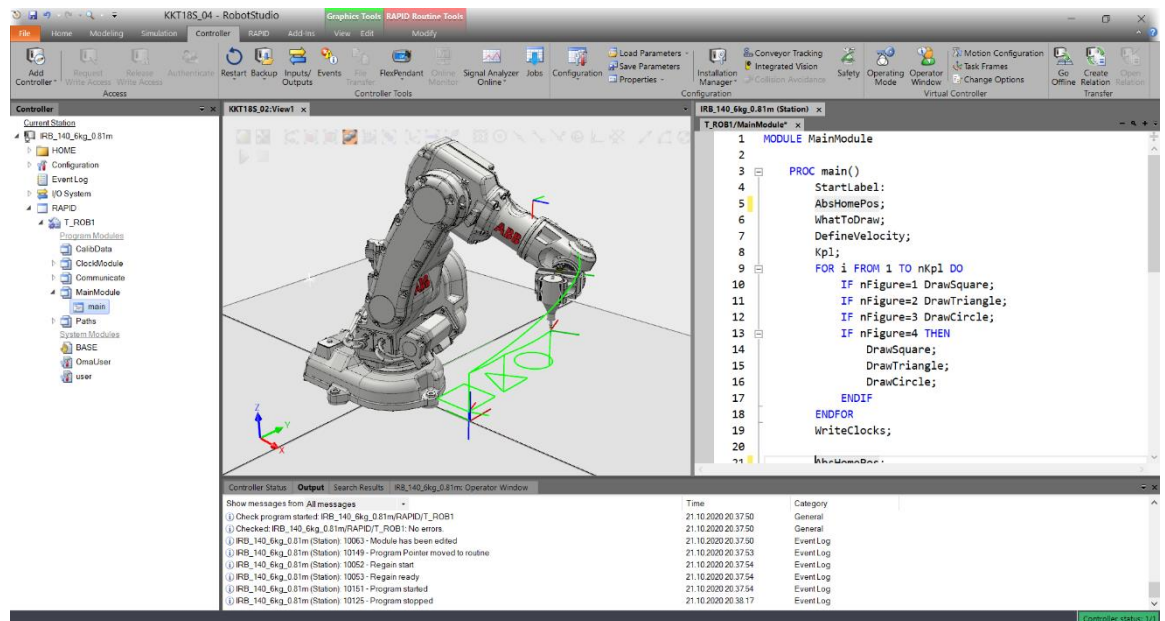 KKT18S_04 - RobotStudio
Graphics Tools RAPID Routine Tools
File Home Modeling Simulation Controller RAPID Add-Ins View Edit Modify
Add Controller Request Write Access Release Write Access Authenticate
Restart Backup Inputs/ Outputs Events File Transfer FlexPendant Online Monitor Signal Analyzer Online Jobs
Configuration Load Parameters
Save Parameters
Properties
Installation Manager Conveyor Tracking
Integrated Vision
Collision Avoidance
Safety Operating Mode Operator Window Motion Configuration
Task Frames
Change Options
Go Offline Create Relation Open Relation
Access Controller Tools Configuration Virtual Controller Transfer
Controller
Current Station
IRB_140_6kg_0.81m
HOME
Configuration
Event Log
I/O System
RAPID
T_ROB1
Program Modules
CalibData
ClockModule
Communicate
MainModule
main
Paths
System Modules
BASE
OmaUser
user
KKT18S_02:View1
ABB
Z
Y
X
IRB_140_6kg_0.81m (Station)
T_ROB1/MainModule*
1 MODULE MainModule
2
3 PROC main()
4 StartLabel:
5 AbsHomePos;
6 WhatToDraw;
7 DefineVelocity;
8 Kpl;
9 FOR i FROM 1 TO nKpl DO
10 IF nFigure=1 DrawSquare;
11 IF nFigure=2 DrawTriangle;
12 IF nFigure=3 DrawCircle;
13 IF nFigure=4 THEN
14 DrawSquare;
15 DrawTriangle;
16 DrawCircle;
17 ENDIF
18 ENDFOR
19 WriteClocks;
20
21 AbsHomePos;
Controller Status Output Search Results IRB_140_6kg_0.81m: Operator Window
Show messages from All messages Time Category
Check program started: IRB_140_6kg_0.81m/RAPID/T_ROB1 21.10.2020 20.37.50 General
Checked: IRB_140_6kg_0.81m/RAPID/T_ROB1: No errors. 21.10.2020 20.37.50 General
IRB_140_6kg_0.81m (Station): 10063 - Module has been edited 21.10.2020 20.37.50 Event Log
IRB_140_6kg_0.81m (Station): 10149 - Program Pointer moved to routine 21.10.2020 20.37.53 Event Log
IRB_140_6kg_0.81m (Station): 10052 - Regain start 21.10.2020 20.37.54 Event Log
IRB_140_6kg_0.81m (Station): 10053 - Regain ready 21.10.2020 20.37.54 Event Log
IRB_140_6kg_0.81m (Station): 10151 - Program started 21.10.2020 20.37.54 Event Log
IRB_140_6kg_0.81m (Station): 10125 - Program stopped 21.10.2020 20.38.17 Event Log
Controller status: 1/1